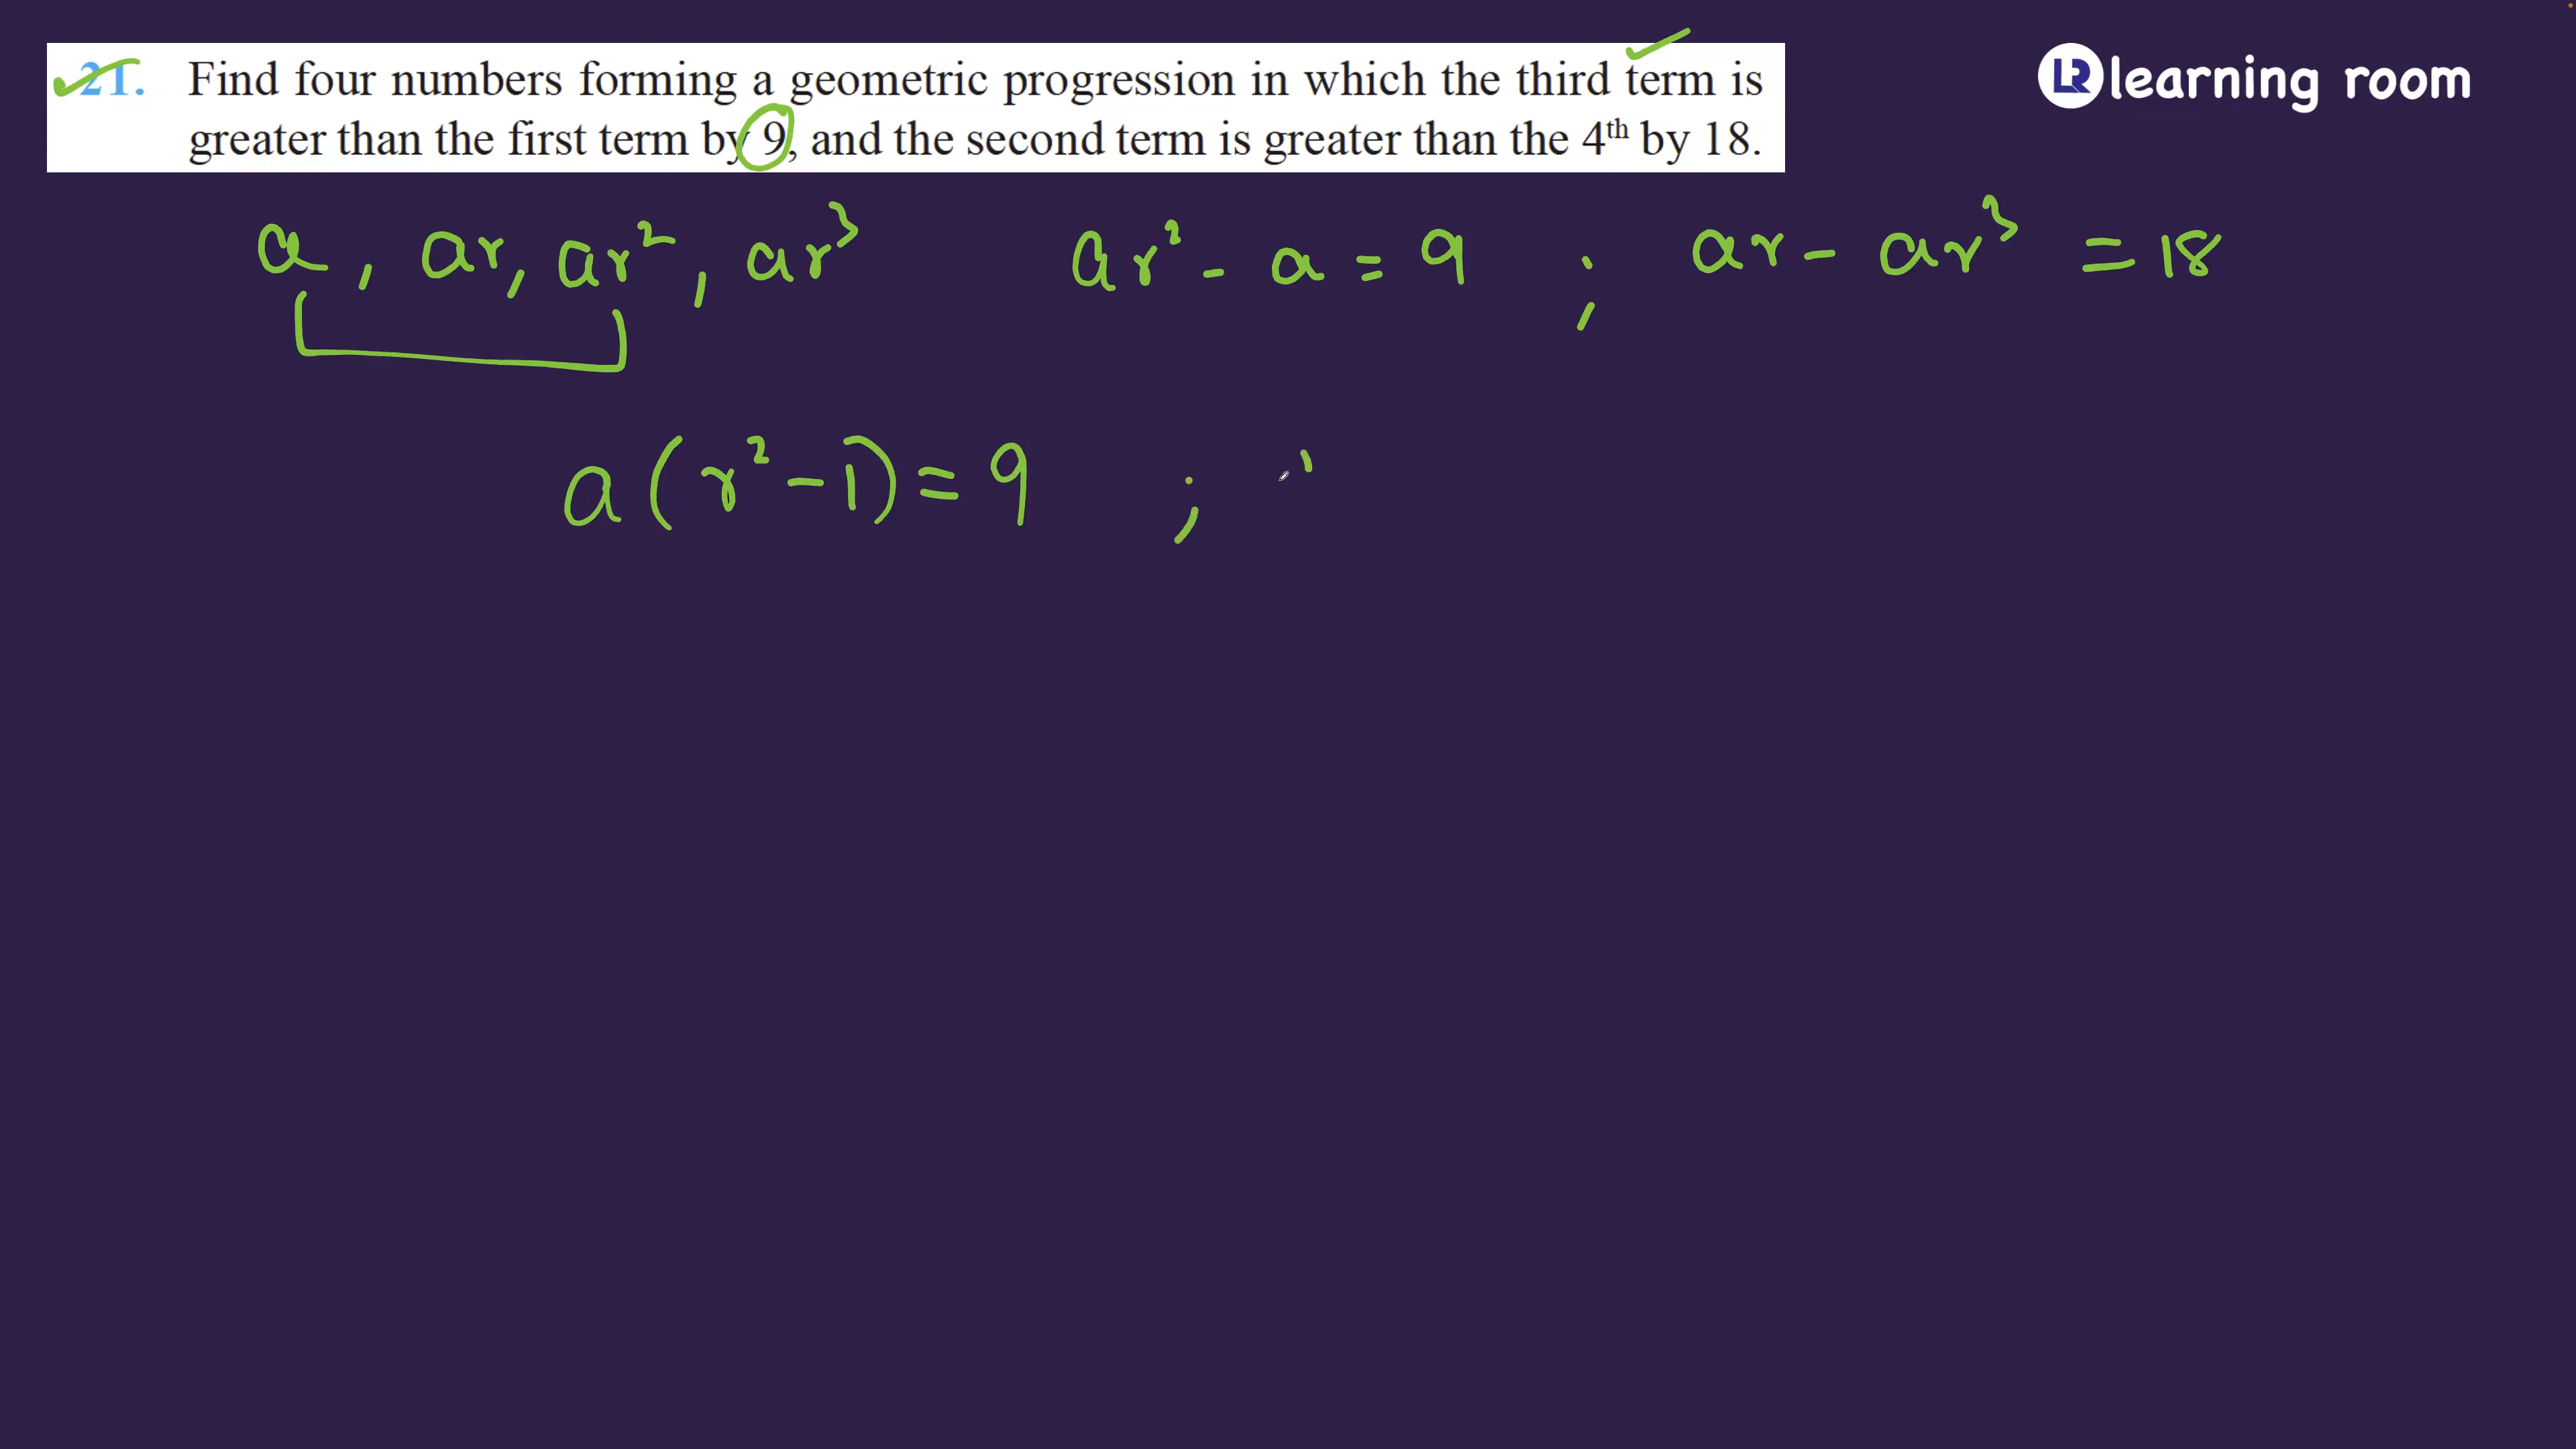 21. Find four numbers forming a geometric progression in which the third term is
greater than the first term by 9, and the second term is greater than the 4th by 18.
LR learning room
a, ar, ar², ar³ ar² - a = 9 ; ar - ar³ = 18
a(r² - 1) = 9 ;